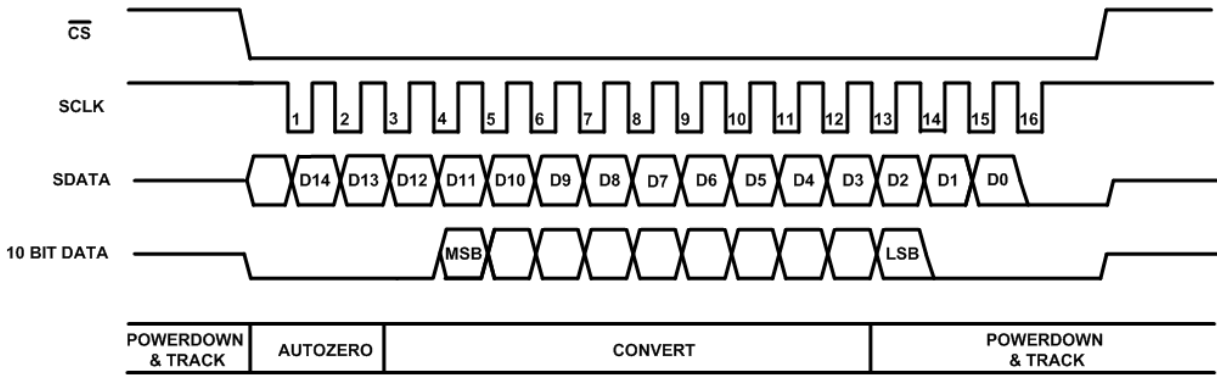 CS
SCLK
1 2 3 4 5 6 7 8 9 10 11 12 13 14 15 16
SDATA
D14 D13 D12 D11 D10 D9 D8 D7 D6 D5 D4 D3 D2 D1 D0
10 BIT DATA
MSB LSB
POWERDOWN
& TRACK
AUTOZERO
CONVERT
POWERDOWN
& TRACK